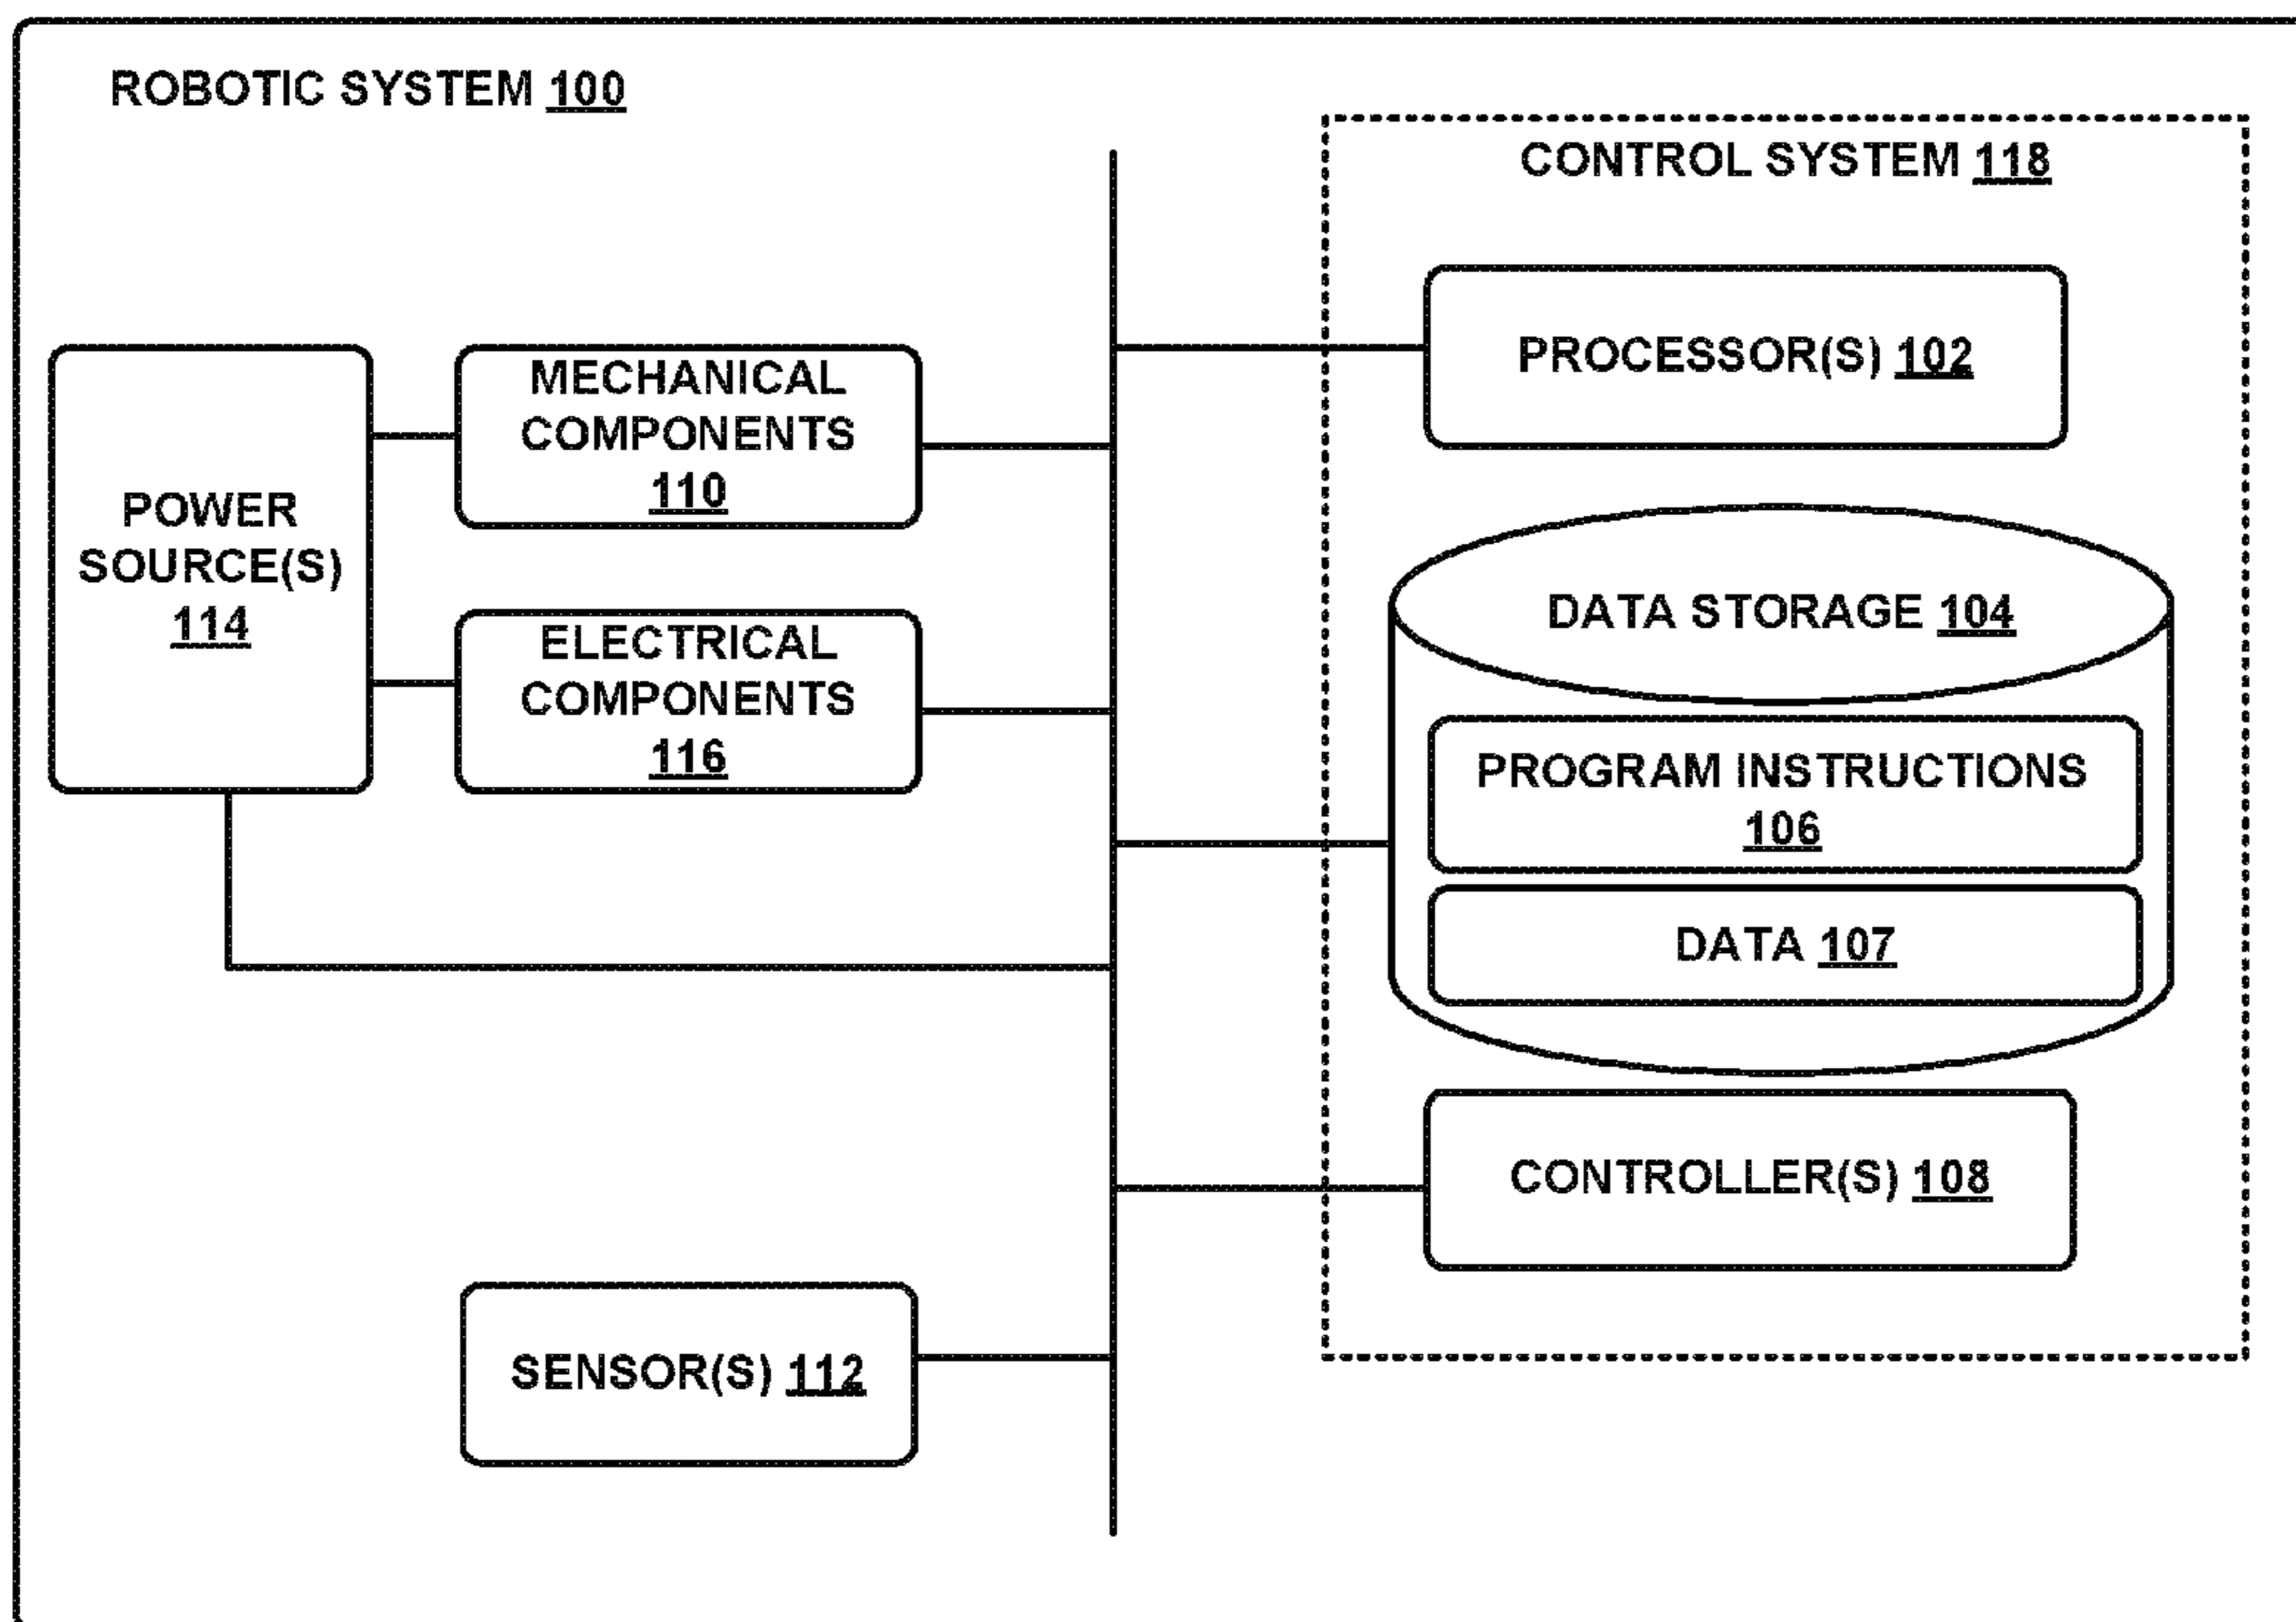 ROBOTIC SYSTEM 100
CONTROL SYSTEM 118
PROCESSOR(S) 102
MECHANICAL
COMPONENTS
110
POWER
SOURCE(S)
114
ELECTRICAL
COMPONENTS
116
DATA STORAGE 104
PROGRAM INSTRUCTIONS
106
DATA 107
CONTROLLER(S) 108
SENSOR(S) 112